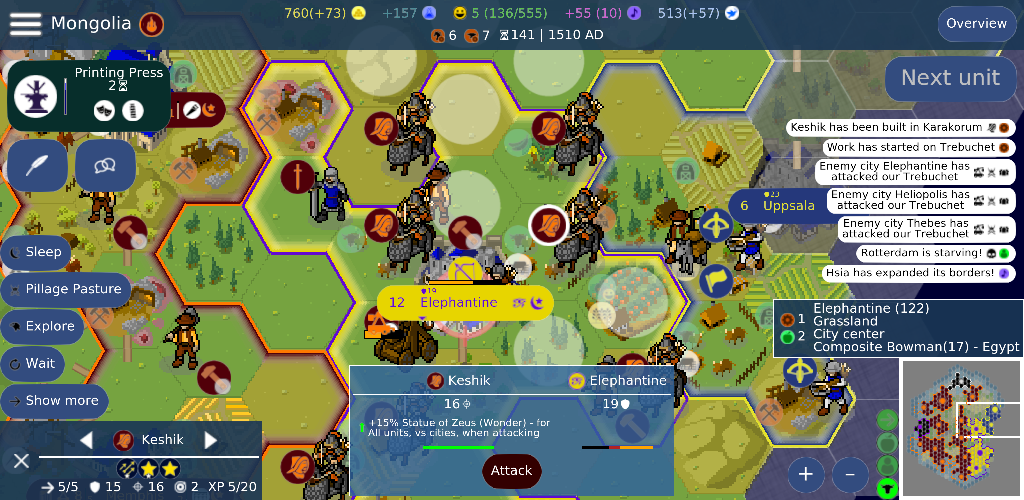 Mongolia
760(+73)
+157
5 (136/555)
+55 (10)
513(+57)
6
7
141 | 1510 AD
Overview
Printing Press
2
Next unit
Keshik has been built in Karakorum
Work has started on Trebuchet
Enemy city Elephantine has
attacked our Trebuchet
Enemy city Heliopolis has
attacked our Trebuchet
Enemy city Thebes has
attacked our Trebuchet
Rotterdam is starving!
Hsia has expanded its borders!
23
6 Uppsala
Sleep
Pillage Pasture
Explore
Wait
Show more
19
12 Elephantine
Elephantine (122)
1 Grassland
2 City center
Composite Bowman(17) - Egypt
Keshik
Elephantine
16
19
+15% Statue of Zeus (Wonder) - for
All units, vs cities, when attacking
Attack
Keshik
5/5
15
16
2
XP 5/20
+
-